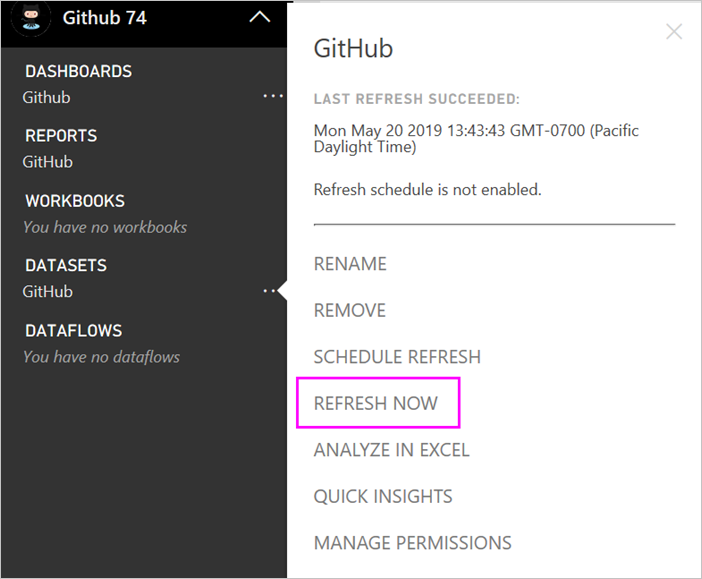 Github 74
DASHBOARDS
Github
REPORTS
GitHub
WORKBOOKS
You have no workbooks
DATASETS
GitHub
DATAFLOWS
You have no dataflows
GitHub
LAST REFRESH SUCCEEDED:
Mon May 20 2019 13:43:43 GMT-0700 (Pacific
Daylight Time)
Refresh schedule is not enabled.
RENAME
REMOVE
SCHEDULE REFRESH
REFRESH NOW
ANALYZE IN EXCEL
QUICK INSIGHTS
MANAGE PERMISSIONS